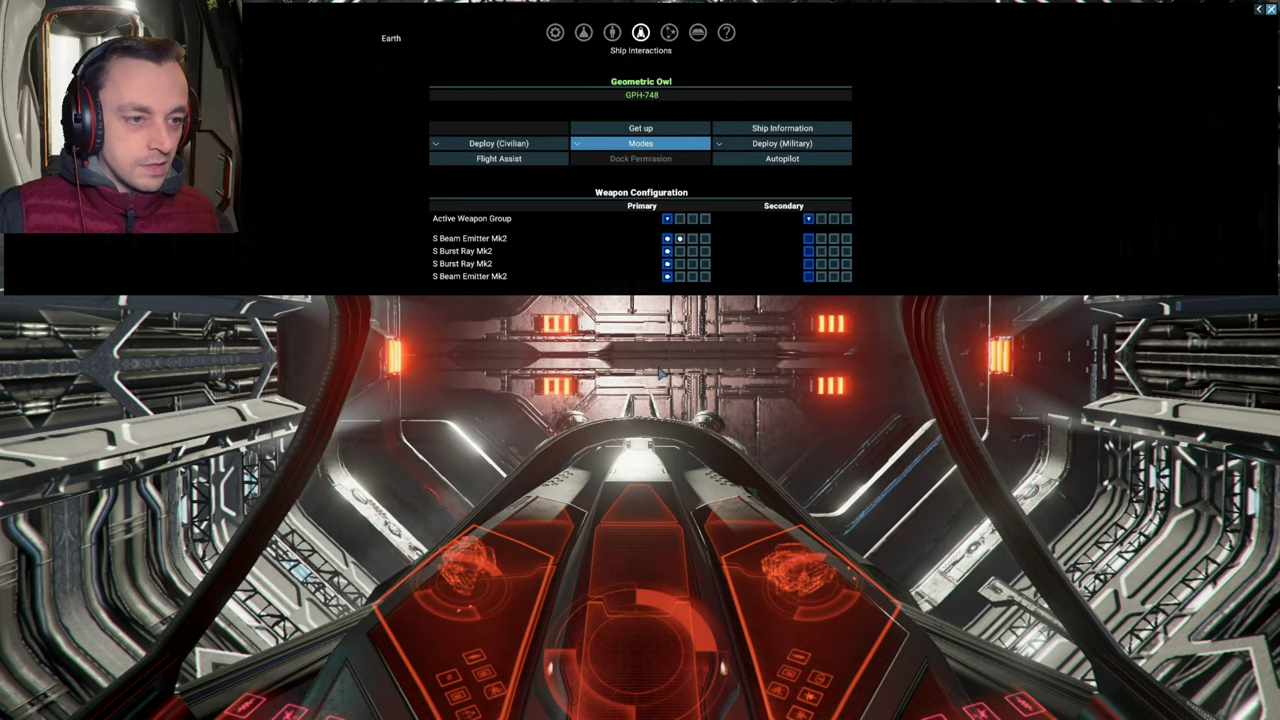 Earth
Ship Interactions
Geometric Owl
GPH-748
Get up
Ship Information
Deploy (Civilian)
Modes
Deploy (Military)
Flight Assist
Dock Permission
Autopilot
Weapon Configuration
Primary
Secondary
Active Weapon Group
S Beam Emitter Mk2
S Burst Ray Mk2
S Burst Ray Mk2
S Beam Emitter Mk2